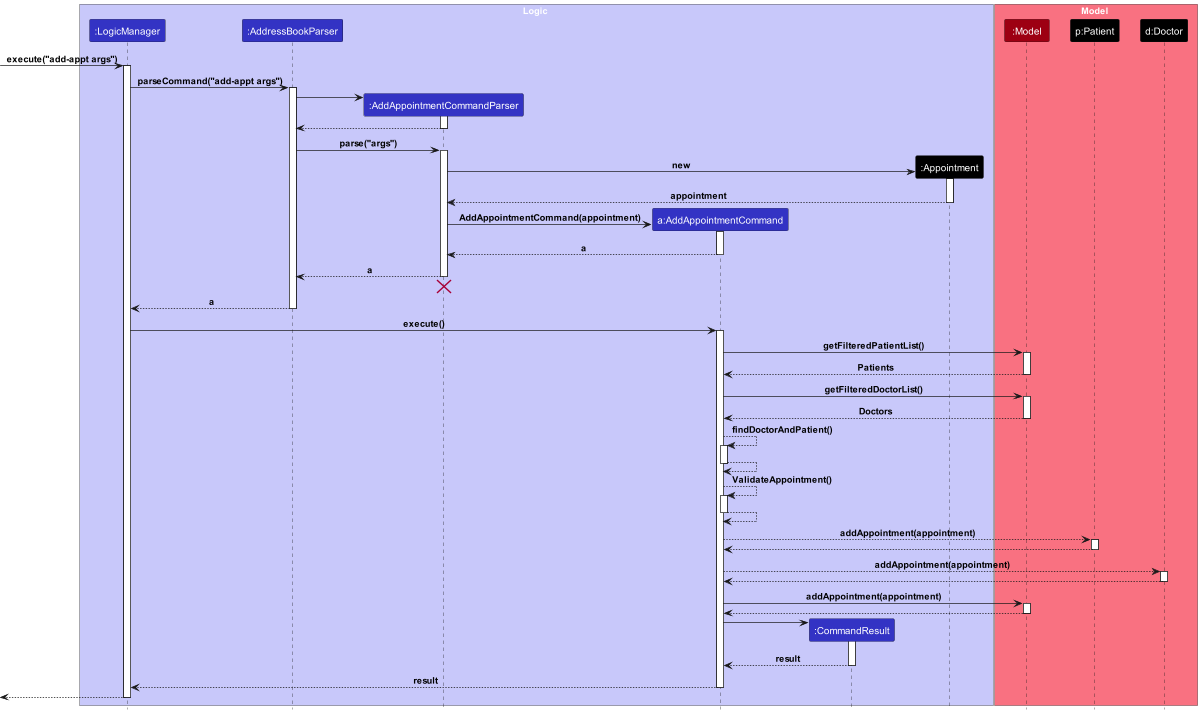 Logic
Model
:LogicManager
:AddressBookParser
:Model
p:Patient
d:Doctor
execute("add-appt args")
parseCommand("add-appt args")
:AddAppointmentCommandParser
parse("args")
new
:Appointment
appointment
AddAppointmentCommand(appointment)
a:AddAppointmentCommand
a
a
a
execute()
getFilteredPatientList()
Patients
getFilteredDoctorList()
Doctors
findDoctorAndPatient()
ValidateAppointment()
addAppointment(appointment)
addAppointment(appointment)
addAppointment(appointment)
:CommandResult
result
result